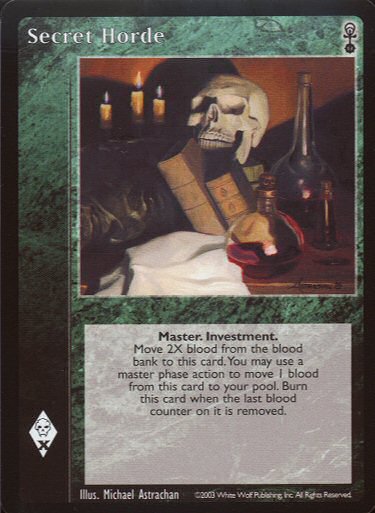 Secret Horde
Master. Investment.
Move 2X blood from the blood
bank to this card. You may use a
master phase action to move 1 blood
from this card to your pool. Burn
this card when the last blood
counter on it is removed.
X
Illus. Michael Astrachan
©2003 White Wolf Publishing, Inc. All Rights Reserved.